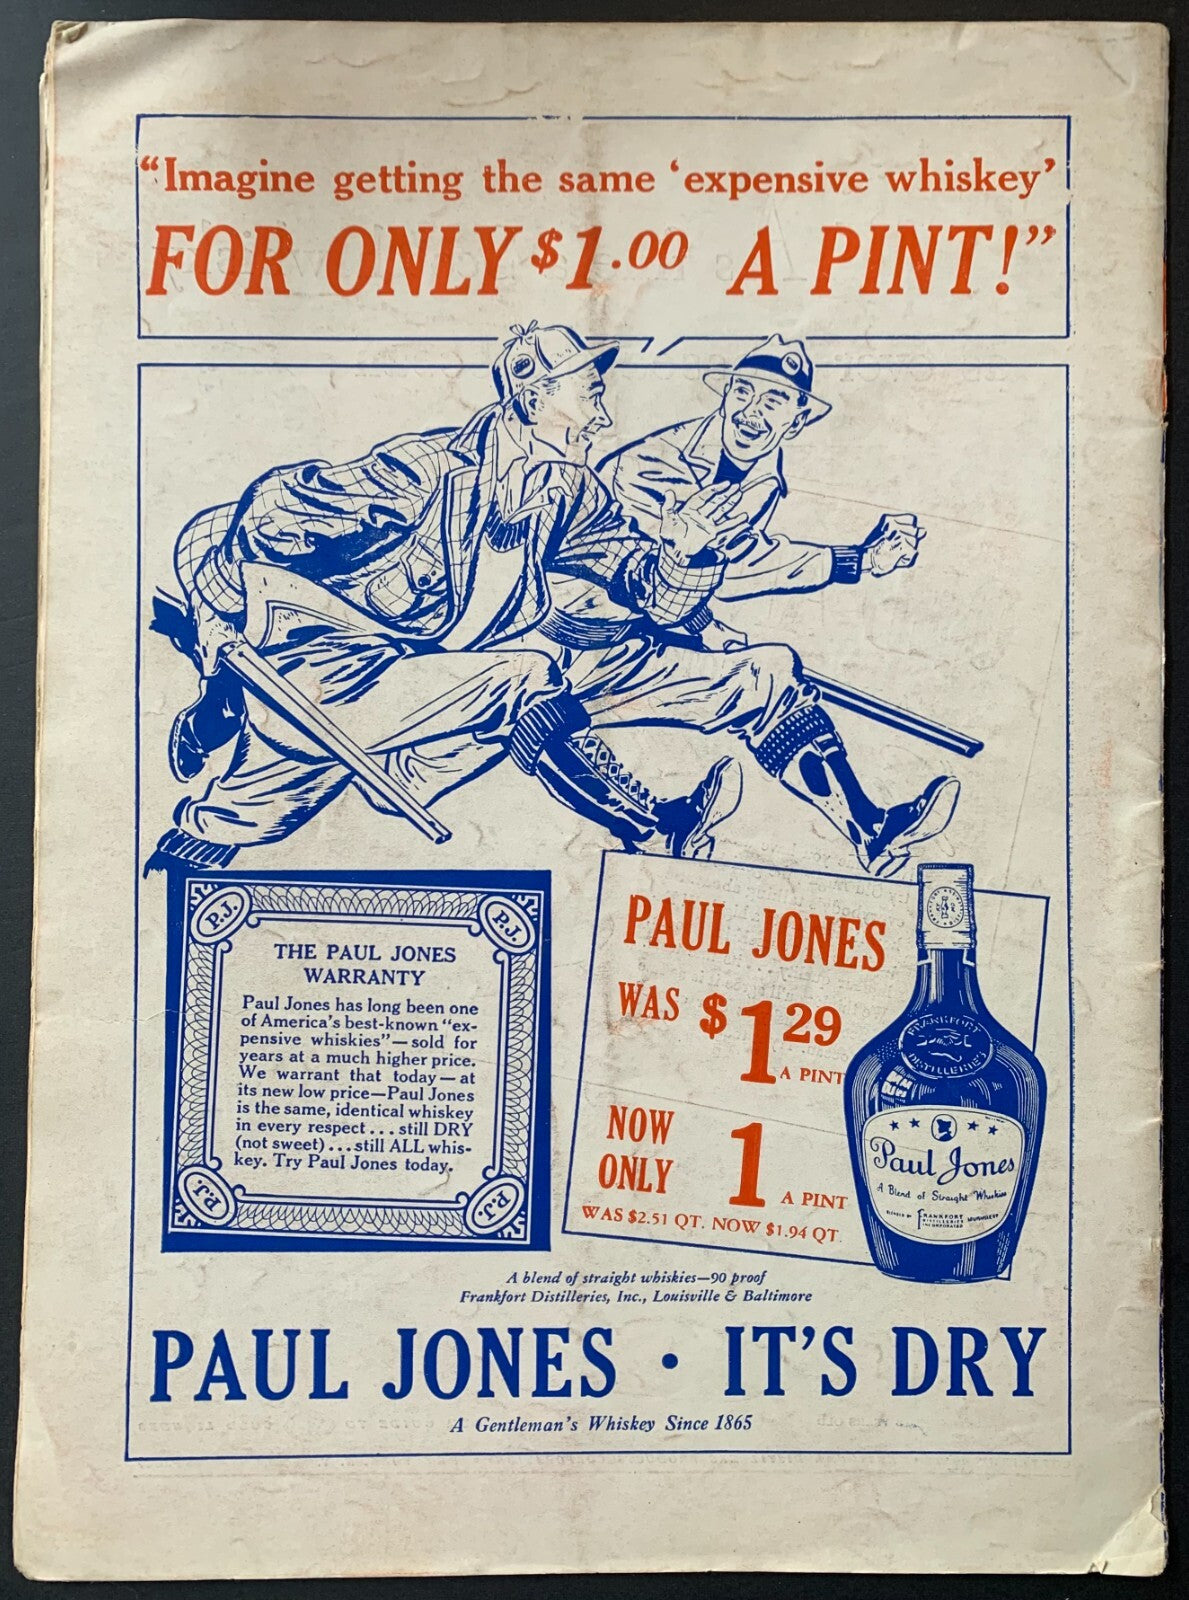 “Imagine getting the same ‘expensive whiskey’
FOR ONLY $1.00 A PINT!”
P.J.
P.J.
THE PAUL JONES
WARRANTY
Paul Jones has long been one
of America's best-known “ex-
pensive whiskies”—sold for
years at a much higher price.
We warrant that today—at
its new low price—Paul Jones
is the same, identical whiskey
in every respect...still DRY
(not sweet)...still ALL whis-
key. Try Paul Jones today.
P.J.
P.J.
PAUL JONES
WAS $1 29
A PINT
NOW
ONLY 1 A PINT
WAS $2.51 QT. NOW $1.94 QT.
FRANKFORT
DISTILLERIES
Paul Jones
A Blend of Straight Whiskies
BLENDED BY
FRANKFORT
DISTILLERIES
INCORPORATED
A blend of straight whiskies—90 proof
Frankfort Distilleries, Inc., Louisville & Baltimore
PAUL JONES · IT'S DRY
A Gentleman's Whiskey Since 1865